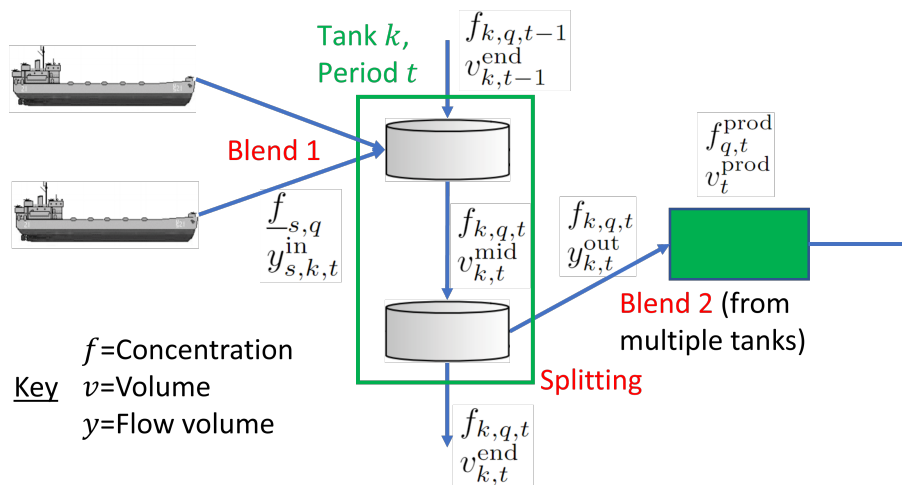 Tank k,
Period t
f_{k,q,t−1}
v^{end}_{k,t−1}
Blend 1
f_{s,q}
y^{in}_{s,k,t}
f_{k,q,t}
v^{mid}_{k,t}
f_{k,q,t}
y^{out}_{k,t}
f^{prod}_{q,t}
v^{prod}_{t}
Blend 2 (from
multiple tanks)
Splitting
f_{k,q,t}
v^{end}_{k,t}
f=Concentration
Key v=Volume
y=Flow volume